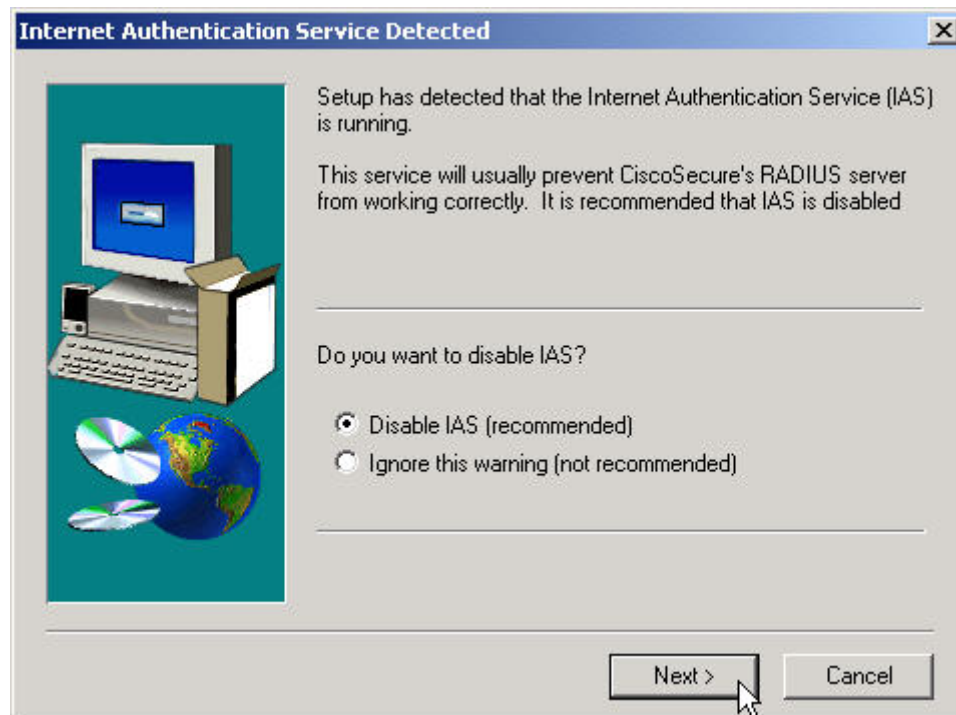 Internet Authentication Service Detected
Setup has detected that the Internet Authentication Service (IAS)
is running.
This service will usually prevent CiscoSecure's RADIUS server
from working correctly.  It is recommended that IAS is disabled
Do you want to disable IAS?
Disable IAS (recommended)
Ignore this warning (not recommended)
Next >
Cancel